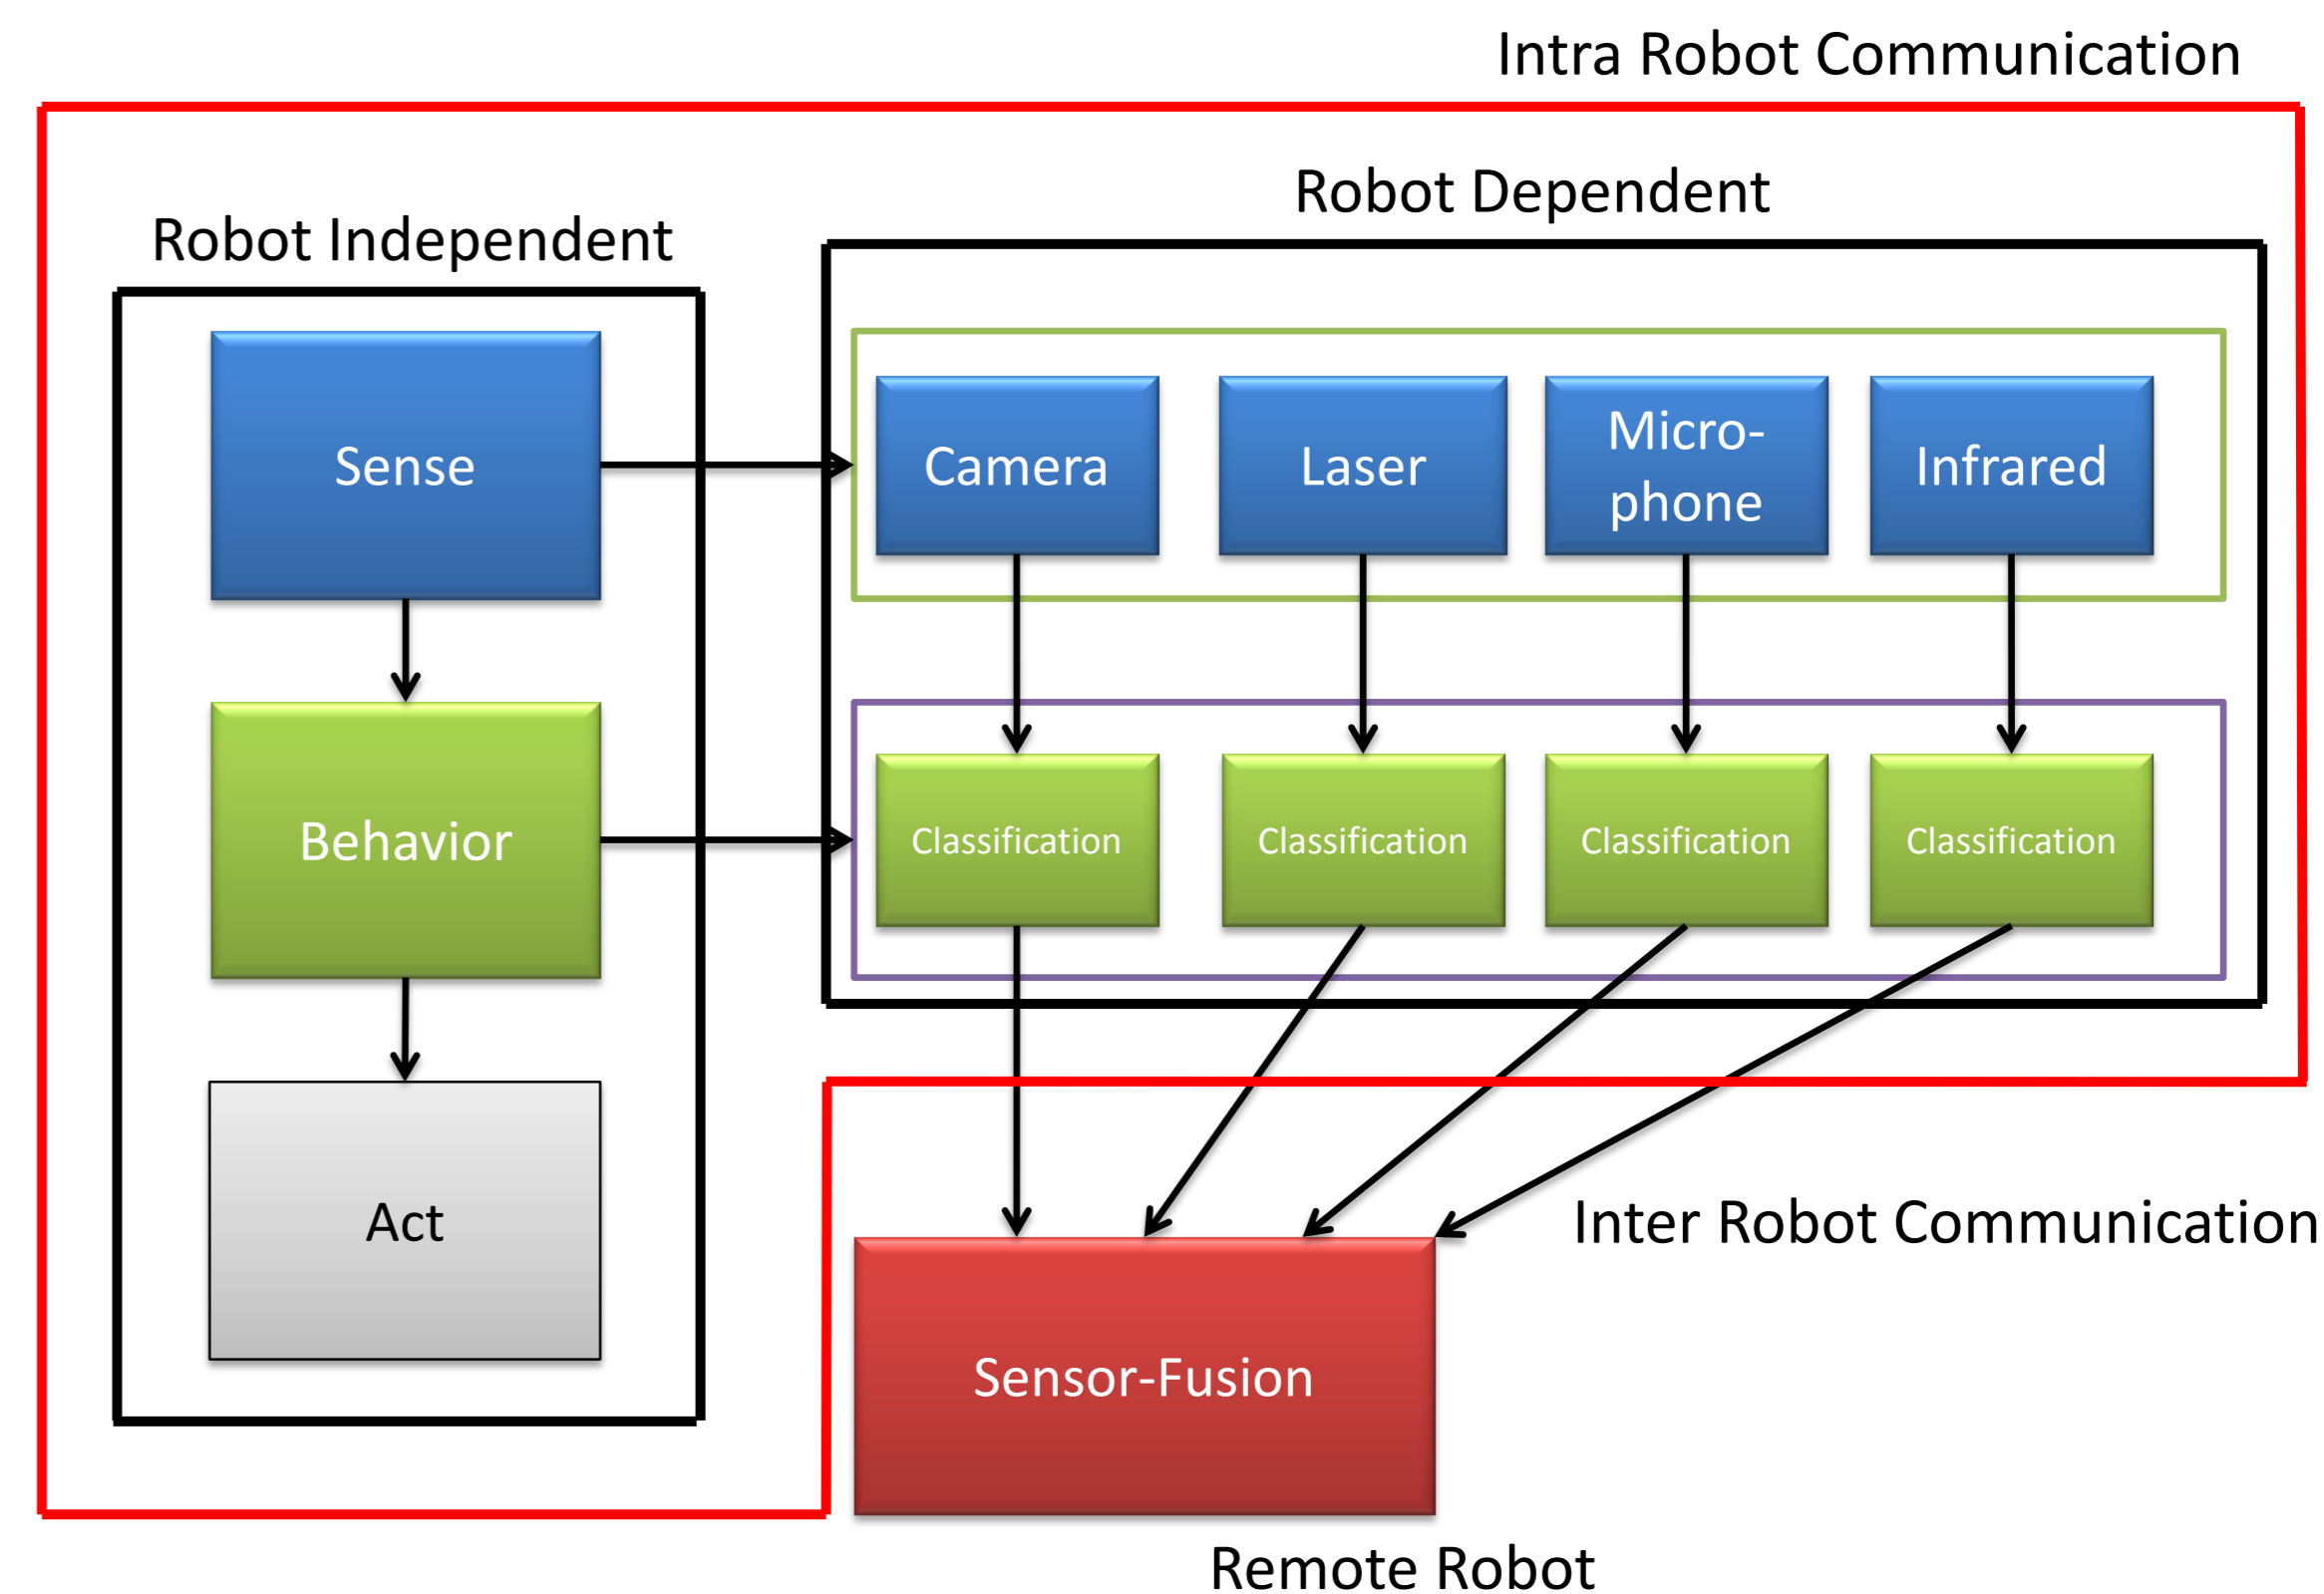 Intra Robot Communication
Robot Dependent
Robot Independent
Sense
Camera
Laser
Micro-
phone
Infrared
Behavior
Classification
Classification
Classification
Classification
Act
Inter Robot Communication
Sensor-Fusion
Remote Robot